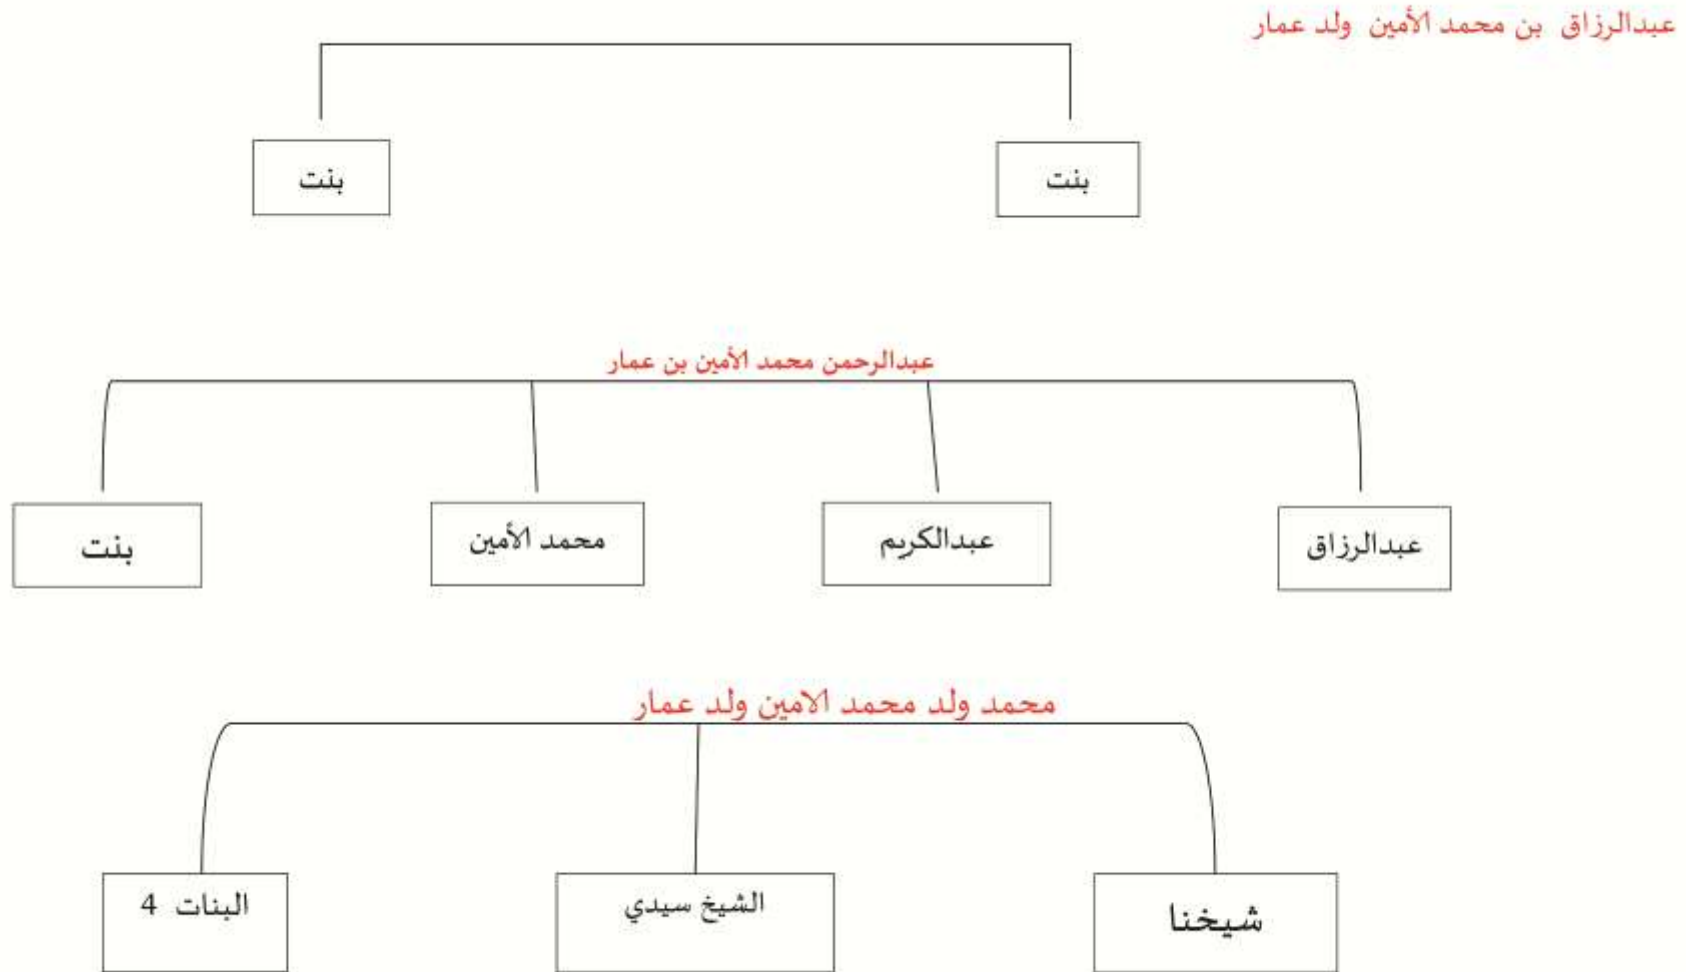 عبدالرزاق بن محمد الأمين ولد عمار
بنت
بنت
عبدالرحمن محمد الأمين بن عمار
عبدالرزاق
عبدالكريم
محمد الأمين
بنت
محمد ولد محمد الامين ولد عمار
شيخنا
الشيخ سيدي
البنات 4